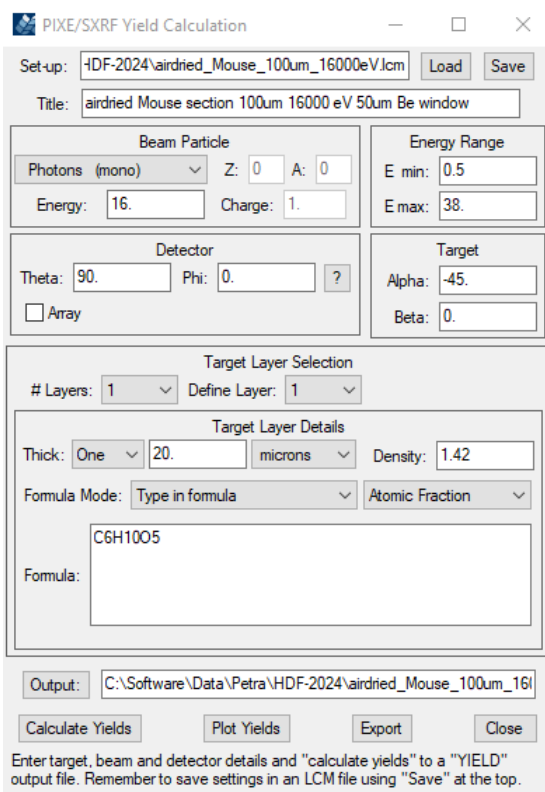 PIXE/SXRF Yield Calculation
Set-up: HDF-2024\airdried_Mouse_100um_16000eV.lcm Load Save
Title: airdried Mouse section 100um 16000 eV 50um Be window
Beam Particle
Photons (mono) Z: 0 A: 0
Energy: 16. Charge: 1.
Energy Range
E min: 0.5
E max: 38.
Detector
Theta: 90. Phi: 0. ?
Array
Target
Alpha: -45.
Beta: 0.
Target Layer Selection
# Layers: 1 Define Layer: 1
Target Layer Details
Thick: One 20. microns Density: 1.42
Formula Mode: Type in formula Atomic Fraction
Formula: C6H10O5
Output: C:\Software\Data\Petra\HDF-2024\airdried_Mouse_100um_16(
Calculate Yields Plot Yields Export Close
Enter target, beam and detector details and "calculate yields" to a "YIELD"
output file. Remember to save settings in an LCM file using "Save" at the top.